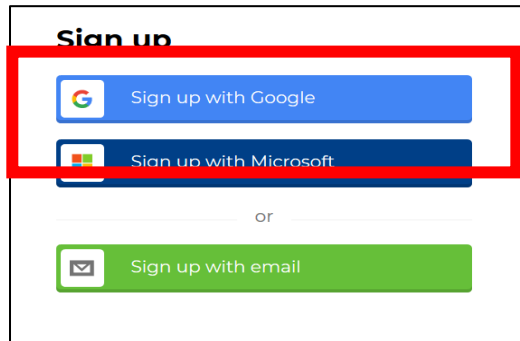 Sign up
Sign up with Google
Sign up with Microsoft
or
Sign up with email